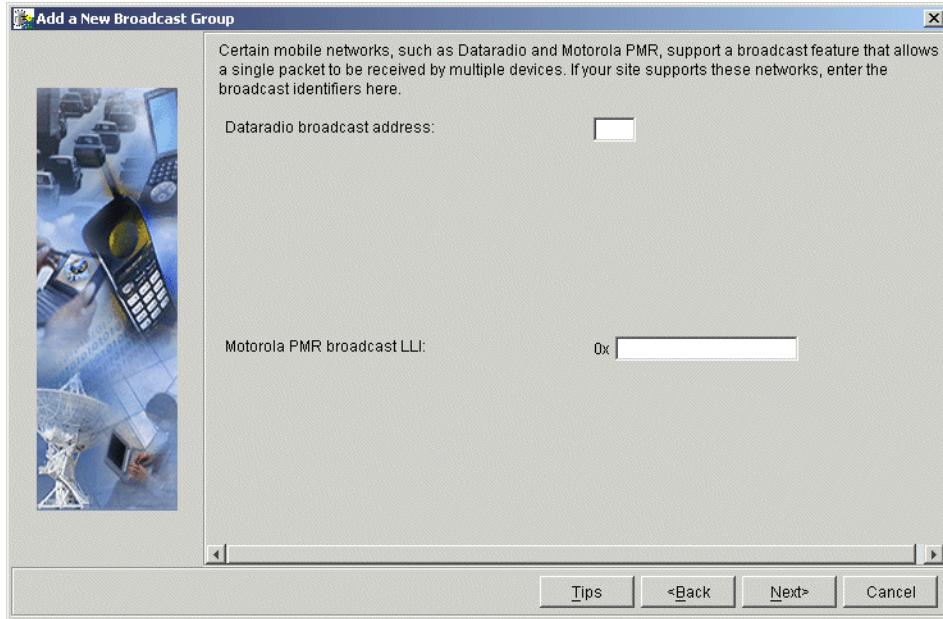 Add a New Broadcast Group
Certain mobile networks, such as Dataradio and Motorola PMR, support a broadcast feature that allows
a single packet to be received by multiple devices. If your site supports these networks, enter the
broadcast identifiers here.
Dataradio broadcast address:
Motorola PMR broadcast LLI: 0x
Tips <Back Next> Cancel